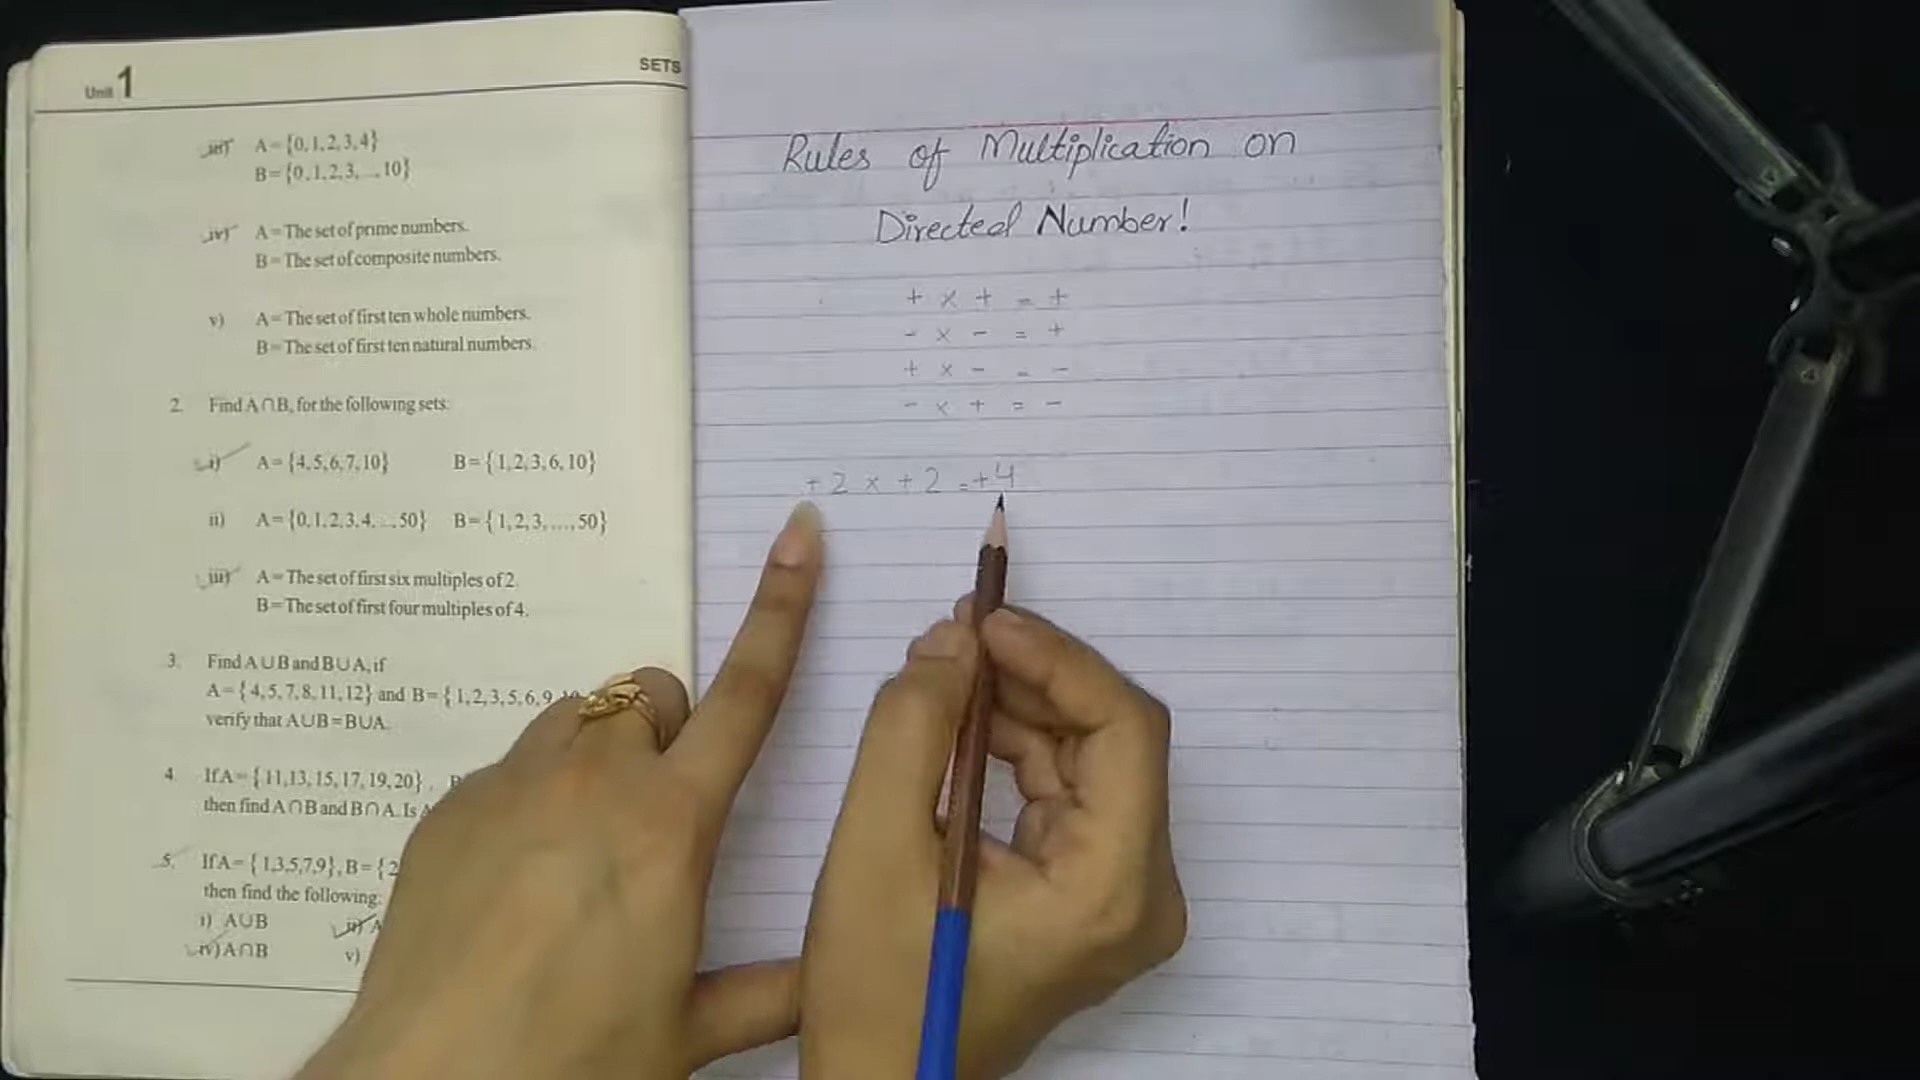 Unit 1
SETS
iii) A={0,1,2,3,4}
B={0,1,2,3,...,10}
iv) A=The set of prime numbers.
B=The set of composite numbers.
v) A=The set of first ten whole numbers.
B=The set of first ten natural numbers.
2. Find A∩B, for the following sets:
i) A={4,5,6,7,10} B={1,2,3,6,10}
ii) A={0,1,2,3,4,...,50} B={1,2,3,...,50}
iii) A=The set of first six multiples of 2.
B=The set of first four multiples of 4.
3. Find A∪B and B∪A, if
A={4,5,7,8,11,12} and B={1,2,3,5,6,9
verify that A∪B=B∪A.
4. If A={11,13,15,17,19,20},
then find A∩B and B∩A. Is
5. If A={1,3,5,7,9}, B={2
then find the following:
i) A∪B
iv) A∩B v)
Rules of Multiplication on
Directed Number!
+ × + = +
- × - = +
+ × - = -
- × + = -
+2 × +2 = +4